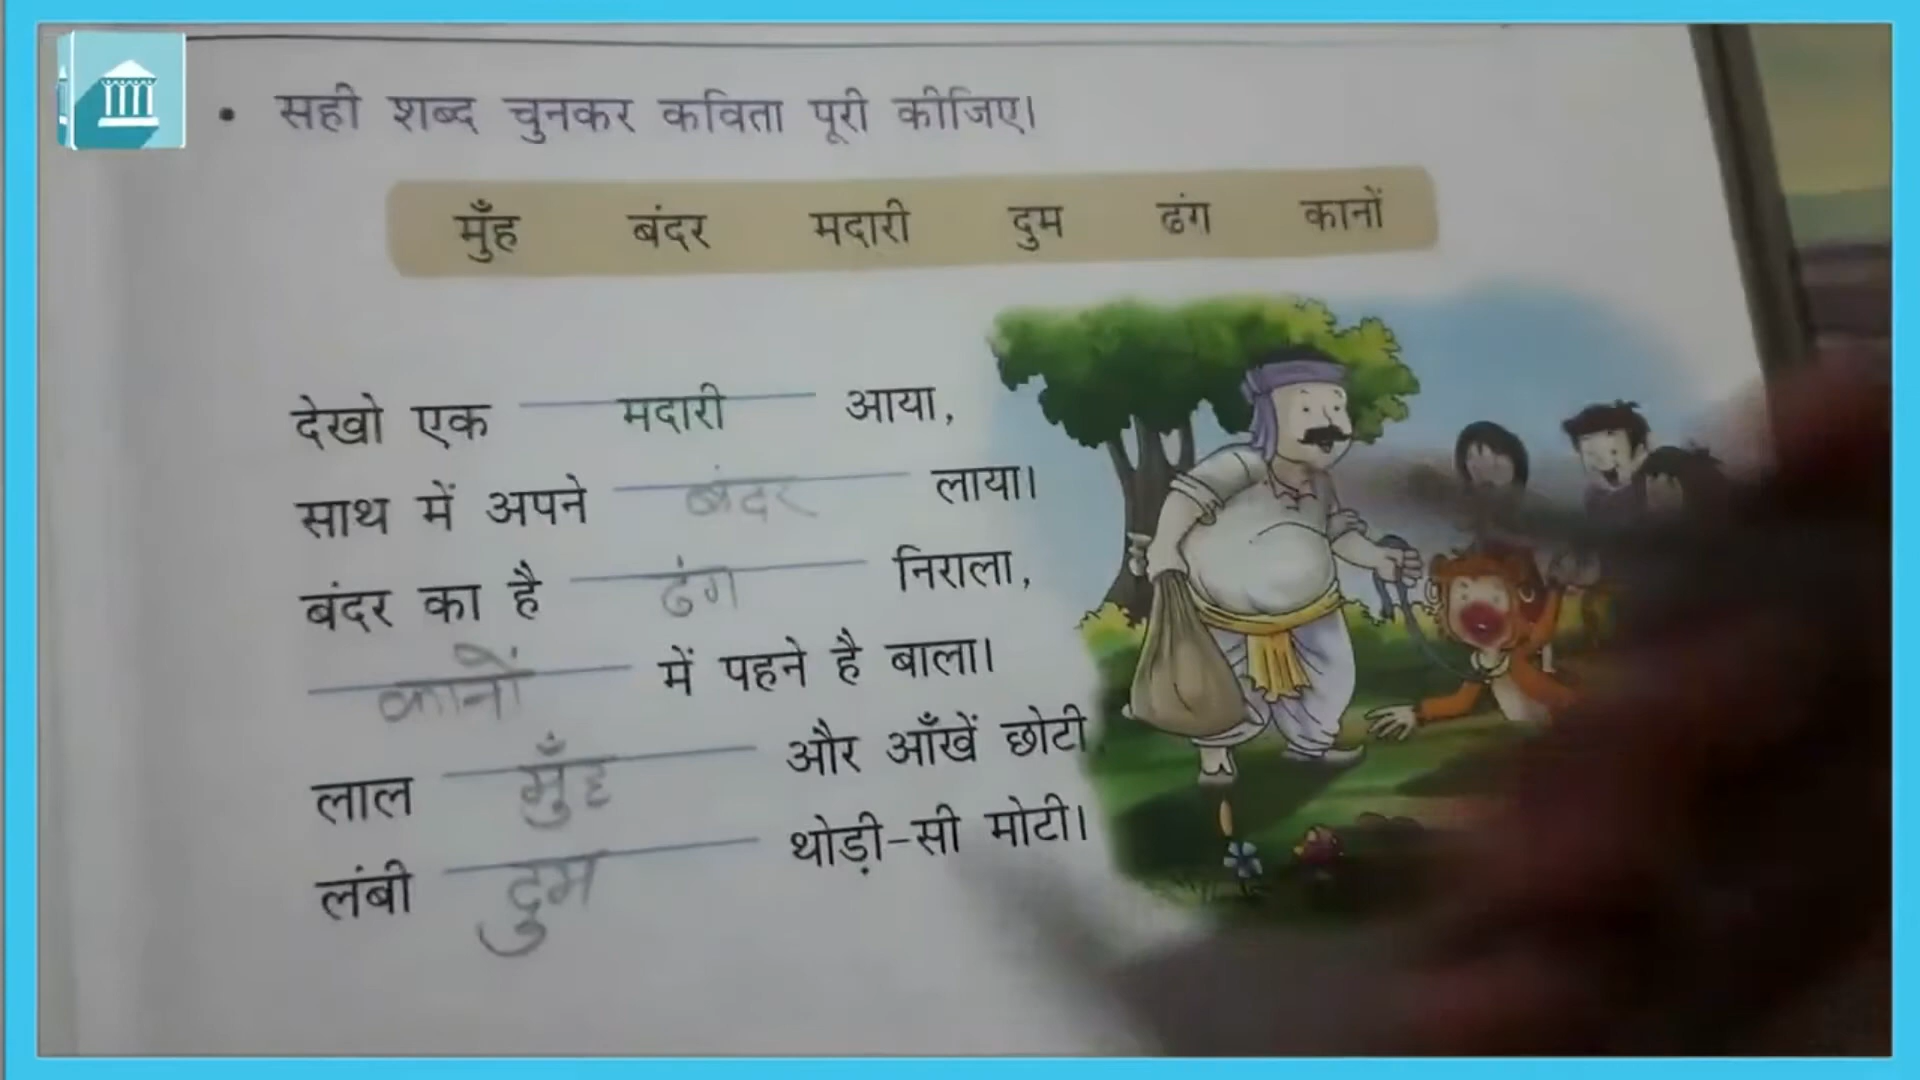 • सही शब्द चुनकर कविता पूरी कीजिए।
मुँह बंदर मदारी दुम ढंग कानों
देखो एक मदारी आया,
साथ में अपने बंदर लाया।
बंदर का है ढंग निराला,
कानों में पहने है बाला।
लाल मुँह और आँखें छोटी,
लंबी दुम थोड़ी-सी मोटी।